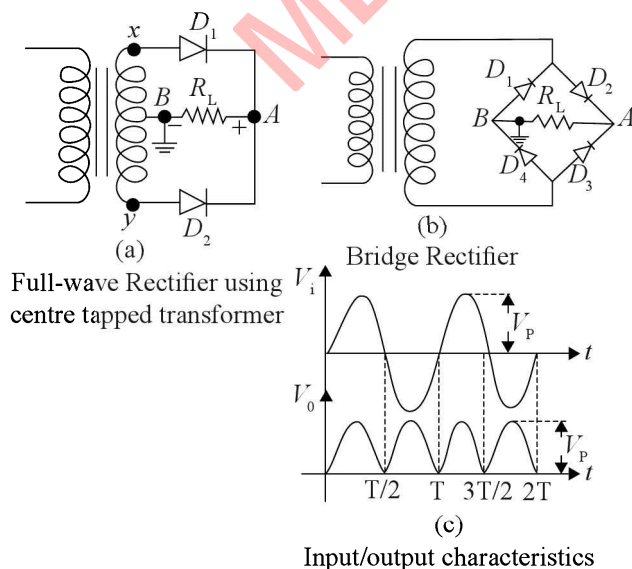 x
D1
B
RL
A
− +
y
D2
(a)
Full-wave Rectifier using
centre tapped transformer
D1
D2
B
RL
A
D4
D3
(b)
Bridge Rectifier
Vi
VP
t
V0
VP
t
T/2 T 3T/2 2T
(c)
Input/output characteristics